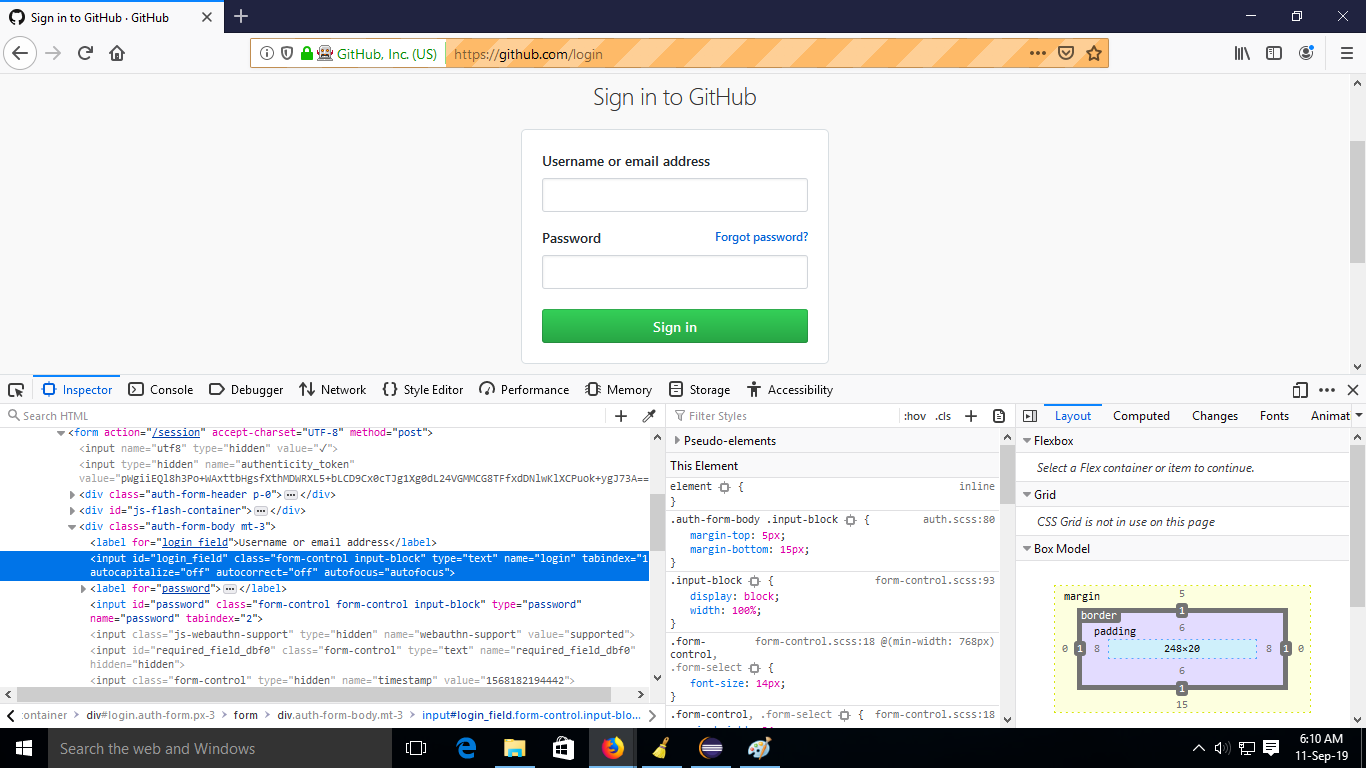 Sign in to GitHub · GitHub
GitHub, Inc. (US)
https://github.com/login
Sign in to GitHub
Username or email address
Password
Forgot password?
Sign in
Inspector Console Debugger Network Style Editor Performance Memory Storage Accessibility
Search HTML
<form action="/session" accept-charset="UTF-8" method="post">
<input name="utf8" type="hidden" value="✓">
<input type="hidden" name="authenticity_token"
<div class="auth-form-header p-0"></div>
<div id="js-flash-container"></div>
<div class="auth-form-body mt-3">
<label for="login_field">Username or email address</label>
<input id="login_field" class="form-control input-block" type="text" name="login" tabindex="1
autocapitalize="off" autocorrect="off" autofocus="autofocus">
<label for="password"></label>
<input id="password" class="form-control form-control input-block" type="password"
name="password" tabindex="2">
<input class="js-webauthn-support" type="hidden" name="webauthn-support" value="supported">
<input id="required_field_dbf0" class="form-control" type="text" name="required_field_dbf0"
hidden="hidden">
<input class="form-control" type="hidden" name="timestamp" value="1568182194442">
ontainer div#login.auth-form.px-3 form div.auth-form-body.mt-3 input#login_field.form-control.input-blo...
Filter Styles :hov .cls
Pseudo-elements
This Element
element { inline
}
.auth-form-body .input-block { auth.scss:80
margin-top: 5px;
margin-bottom: 15px;
}
.input-block { form-control.scss:93
display: block;
width: 100%;
}
.form- form-control.scss:18 @(min-width: 768px)
control,
.form-select {
font-size: 14px;
}
.form-control, .form-select { form-control.scss:18
Layout Computed Changes Fonts Animat
Flexbox
Select a Flex container or item to continue.
Grid
CSS Grid is not in use on this page
Box Model
margin 5
border 1
padding 6
0 1 8 248×20 8 1 0
6
1
15
Search the web and Windows
6:10 AM
11-Sep-19